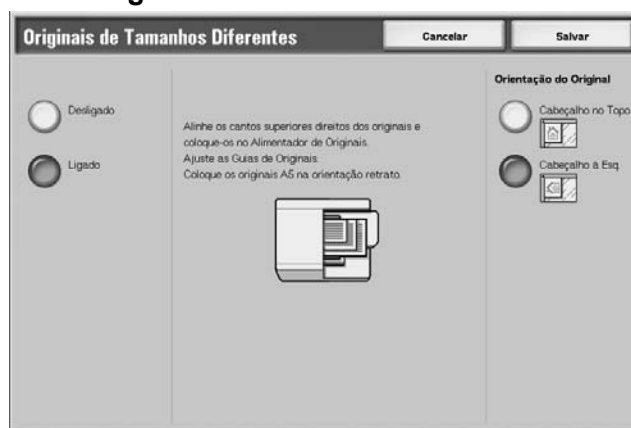 Originais de Tamanhos Diferentes
Cancelar
Salvar
Desligado
Ligado
Alinhe os cantos superiores direitos dos originais e
coloque-os no Alimentador de Originais.
Ajuste as Guias de Originais.
Coloque os originais A5 na orientação retrato.
Orientação do Original
Cabeçalho no Topo
Cabeçalho à Esq